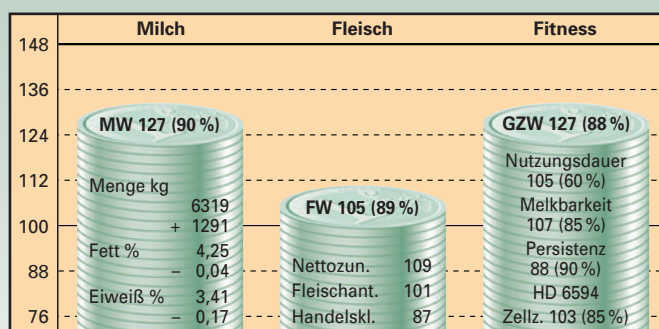 Milch Fleisch Fitness
148
136
124
112
100
88
76
MW 127 (90 %)
Menge kg
6319
+ 1291
Fett % 4,25
– 0,04
Eiweiß % 3,41
– 0,17
FW 105 (89 %)
Nettozun. 109
Fleischant. 101
Handelskl. 87
GZW 127 (88 %)
Nutzungsdauer
105 (60 %)
Melkbarkeit
107 (85 %)
Persistenz
88 (90 %)
HD 6594
Zellz. 103 (85 %)